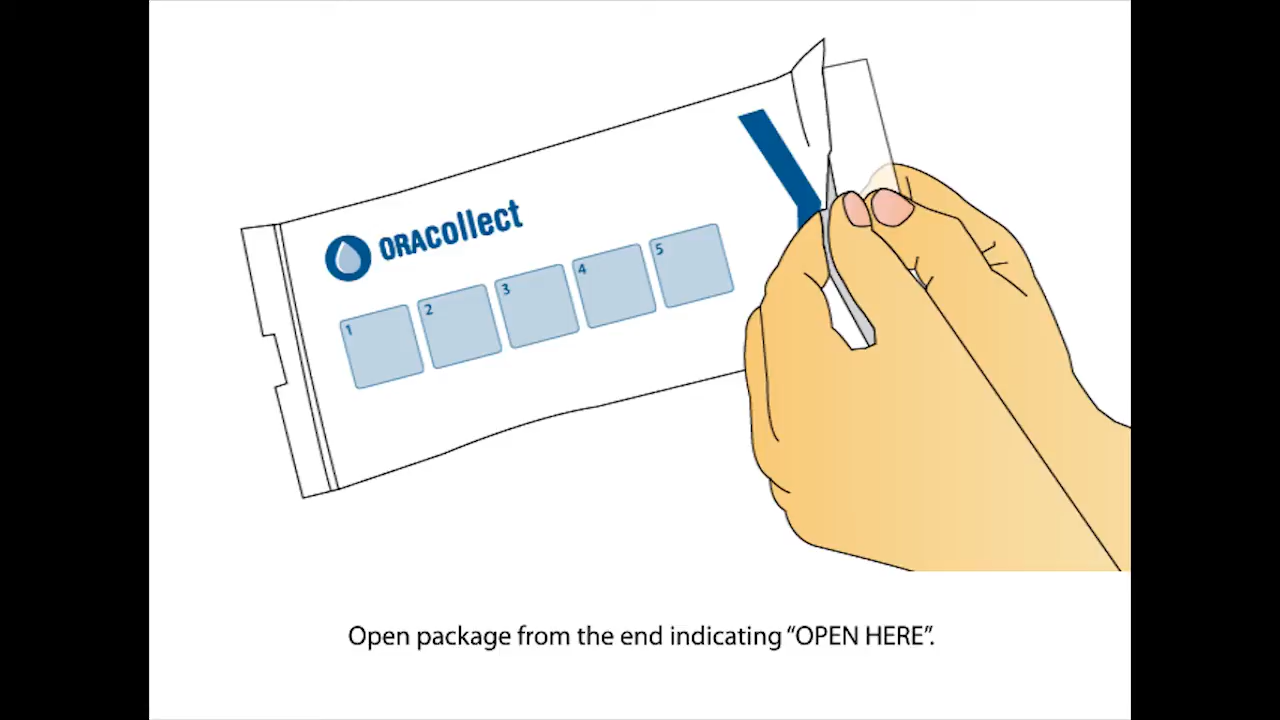 ORAcollect
1
2
3
4
5
Open package from the end indicating “OPEN HERE”.